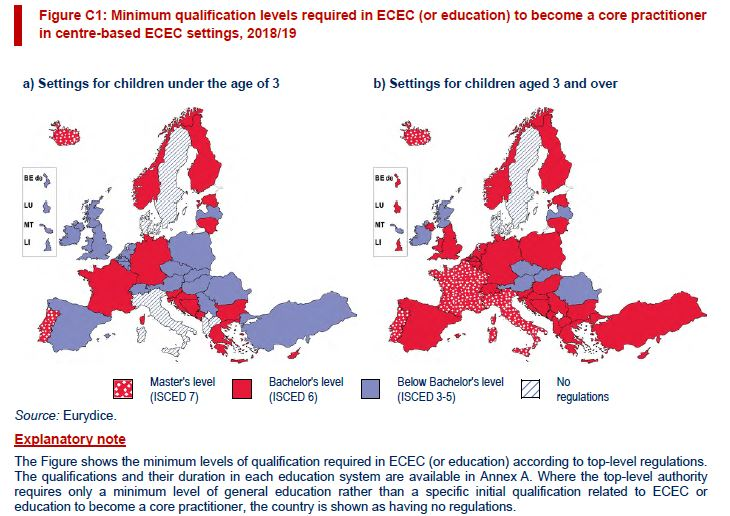 Figure C1: Minimum qualification levels required in ECEC (or education) to become a core practitioner
in centre-based ECEC settings, 2018/19
a) Settings for children under the age of 3
b) Settings for children aged 3 and over
BE de
LU
MT
LI
BE de
LU
MT
LI
Master's level
(ISCED 7)
Bachelor's level
(ISCED 6)
Below Bachelor's level
(ISCED 3-5)
No
regulations
Source: Eurydice.
Explanatory note
The Figure shows the minimum levels of qualification required in ECEC (or education) according to top-level regulations.
The qualifications and their duration in each education system are available in Annex A. Where the top-level authority
requires only a minimum level of general education rather than a specific initial qualification related to ECEC or
education to become a core practitioner, the country is shown as having no regulations.